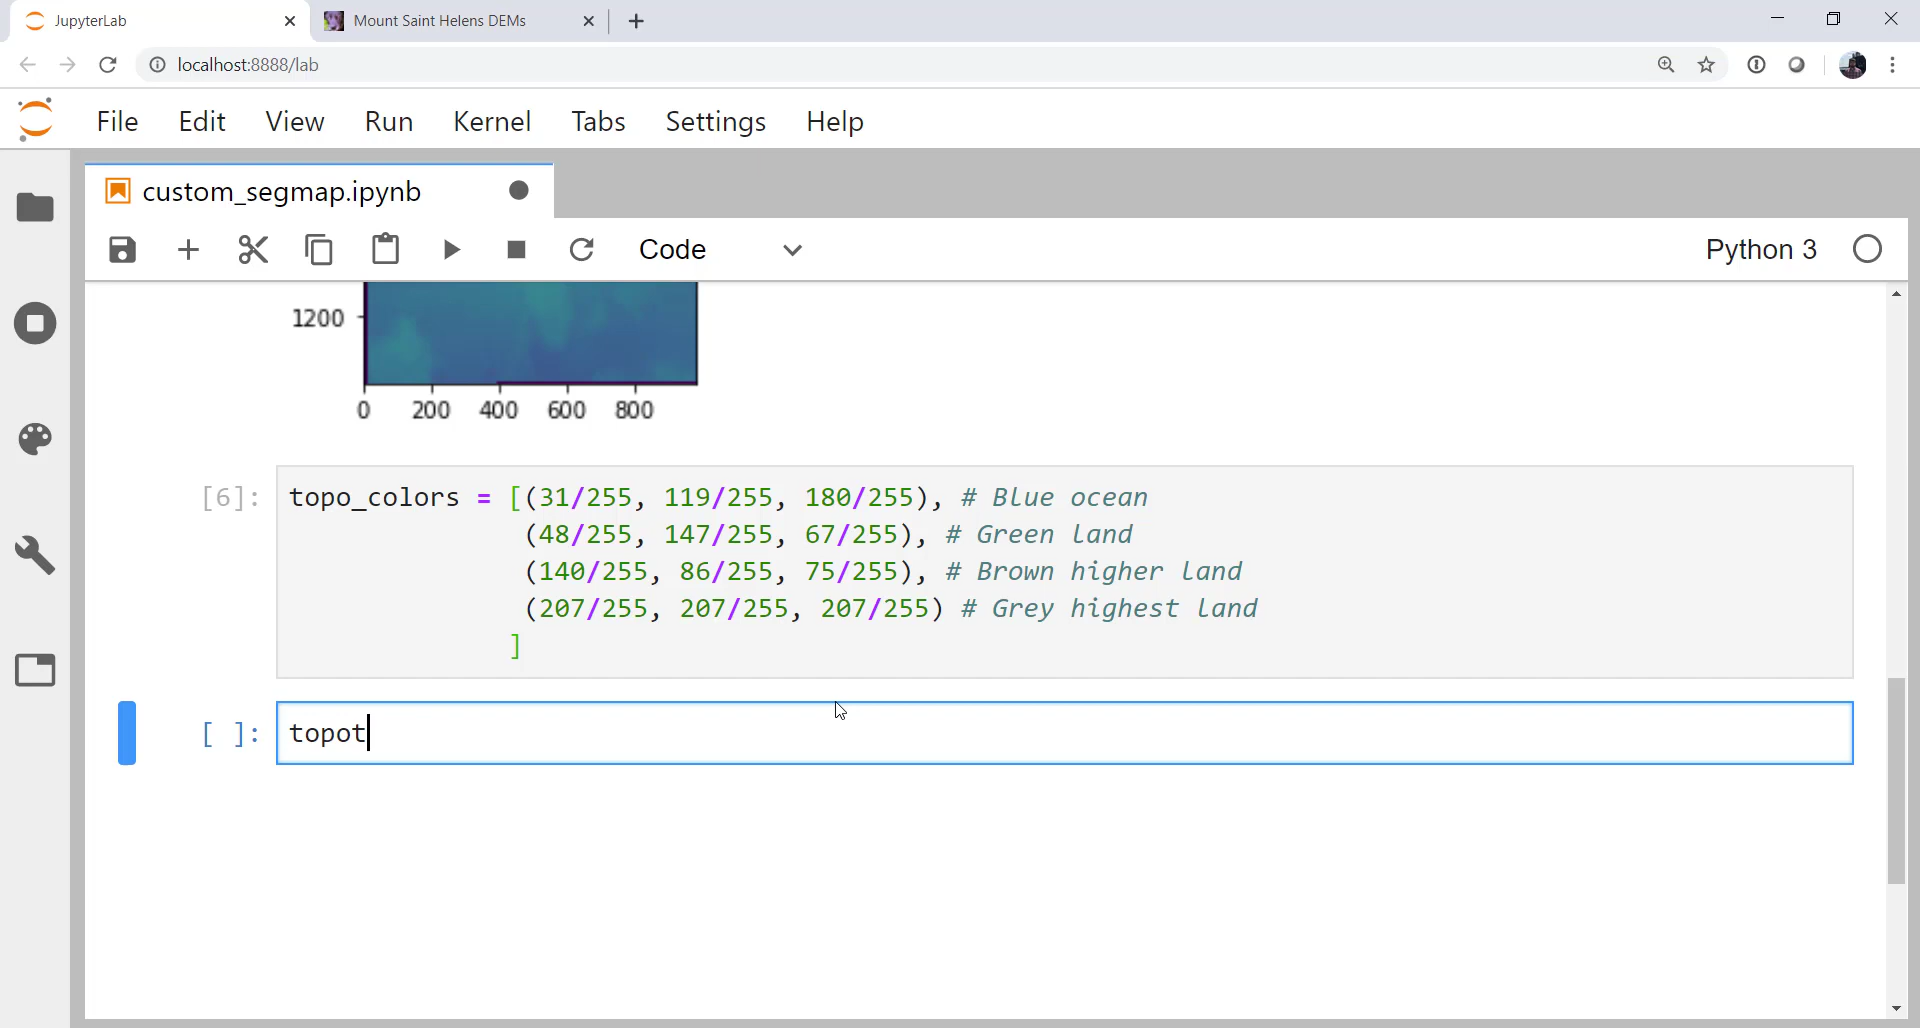 JupyterLab
Mount Saint Helens DEMs
localhost:8888/lab
File Edit View Run Kernel Tabs Settings Help
custom_segmap.ipynb
Code
Python 3
1200
0 200 400 600 800
[6]: topo_colors = [(31/255, 119/255, 180/255), # Blue ocean
(48/255, 147/255, 67/255), # Green land
(140/255, 86/255, 75/255), # Brown higher land
(207/255, 207/255, 207/255) # Grey highest land
]
[ ]: topot